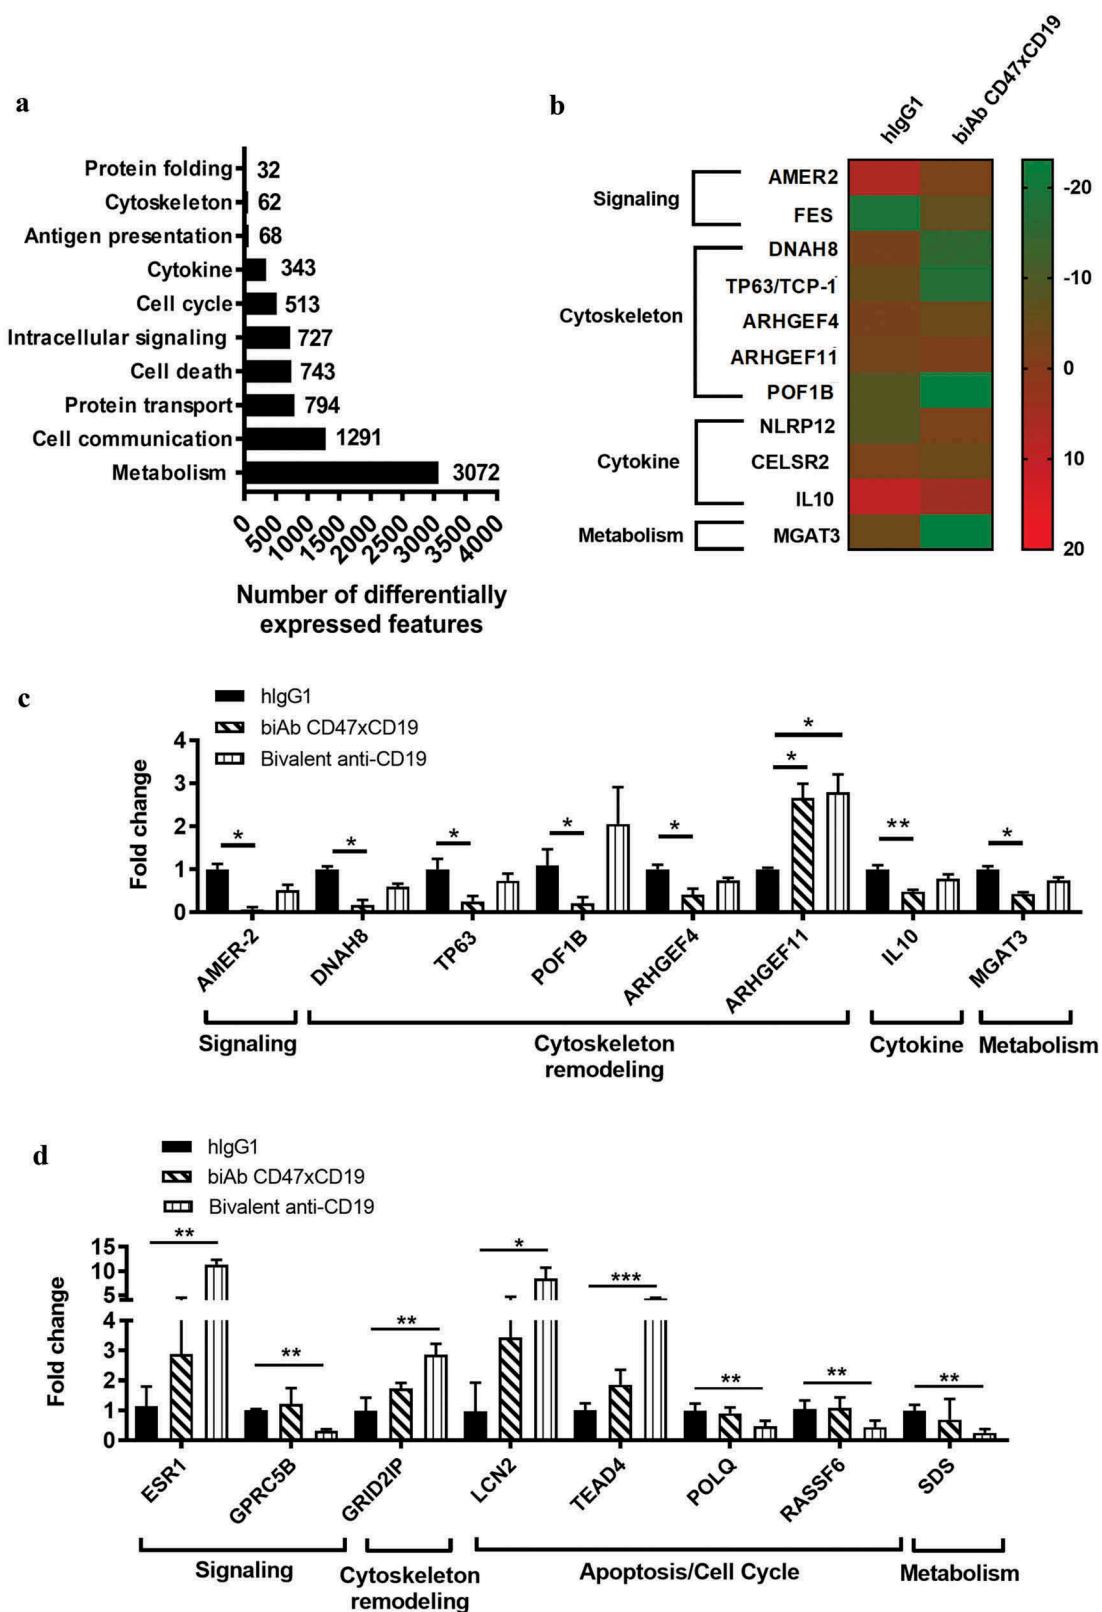 a
Protein folding 32
Cytoskeleton 62
Antigen presentation 68
Cytokine 343
Cell cycle 513
Intracellular signaling 727
Cell death 743
Protein transport 794
Cell communication 1291
Metabolism 3072
0 500 1000 1500 2000 2500 3000 3500 4000
Number of differentially
expressed features
b
hIgG1 biAb CD47xCD19
Signaling
AMER2
FES
Cytoskeleton
DNAH8
TP63/TCP-1
ARHGEF4
ARHGEF11
POF1B
Cytokine
NLRP12
CELSR2
IL10
Metabolism
MGAT3
-20
-10
0
10
20
c
hIgG1
biAb CD47xCD19
Bivalent anti-CD19
Fold change
4
3
2
1
0
* * * * * * * ** *
AMER-2 DNAH8 TP63 POF1B ARHGEF4 ARHGEF11 IL10 MGAT3
Signaling Cytoskeleton Cytokine Metabolism
remodeling
d
hIgG1
biAb CD47xCD19
Bivalent anti-CD19
Fold change
15
10
5
4
3
2
1
0
** ** ** * *** ** ** **
ESR1 GPRC5B GRID2IP LCN2 TEAD4 POLQ RASSF6 SDS
Signaling Cytoskeleton Apoptosis/Cell Cycle Metabolism
remodeling